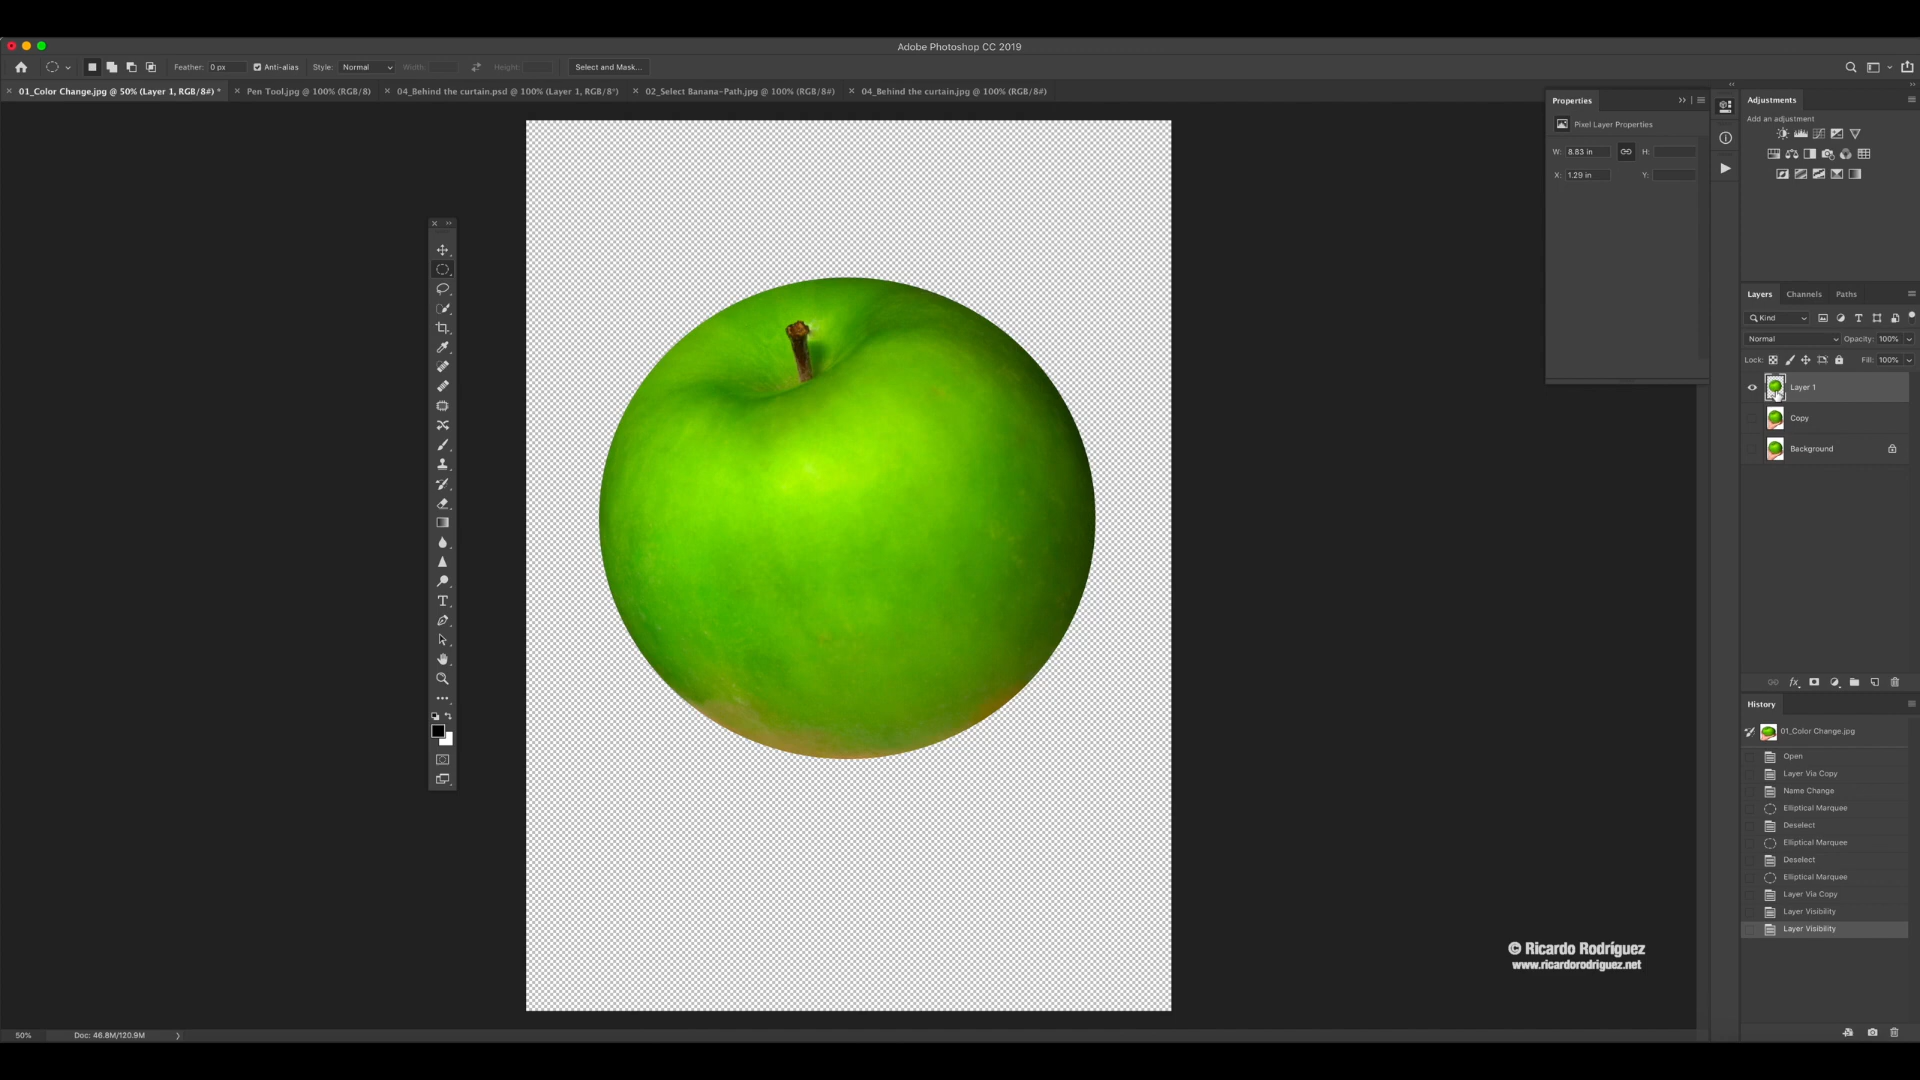 Adobe Photoshop CC 2019
Feather: 0 px Anti-alias Style: Normal Width: Height: Select and Mask...
01_Color Change.jpg @ 50% (Layer 1, RGB/8#) * Pen Tool.jpg @ 100% (RGB/8) 04_Behind the curtain.psd @ 100% (Layer 1, RGB/8*) 02_Select Banana-Path.jpg @ 100% (RGB/8#) 04_Behind the curtain.jpg @ 100% (RGB/8#)
Properties
Pixel Layer Properties
W: 8.83 in H:
X: 1.29 in Y:
Adjustments
Add an adjustment
Layers Channels Paths
Kind
Normal Opacity: 100%
Lock: Fill: 100%
Layer 1
Copy
Background
fx
History
01_Color Change.jpg
Open
Layer Via Copy
Name Change
Elliptical Marquee
Deselect
Elliptical Marquee
Deselect
Elliptical Marquee
Layer Via Copy
Layer Visibility
Layer Visibility
© Ricardo Rodríguez
www.ricardorodriguez.net
50% Doc: 46.8M/120.9M